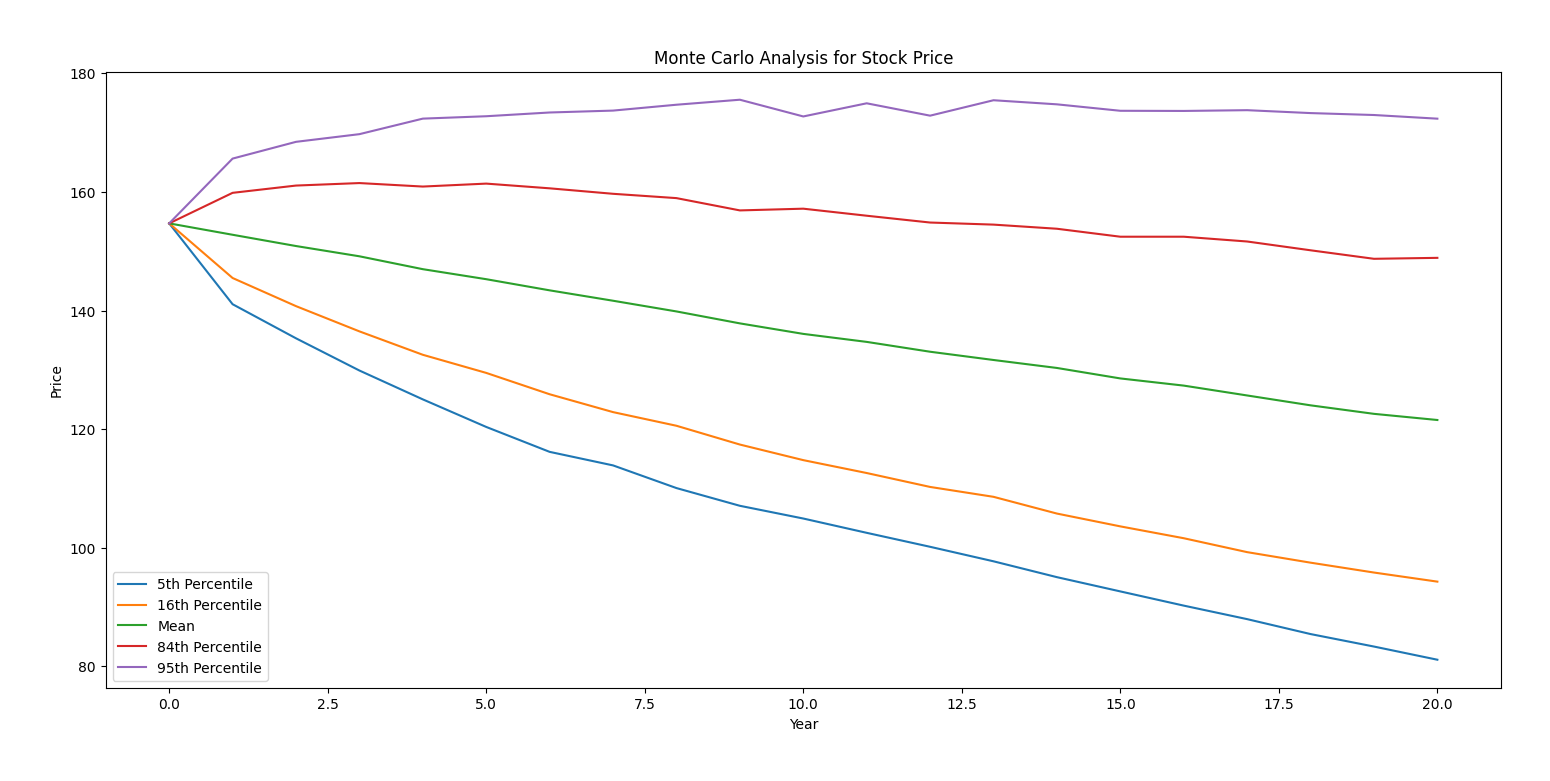 Monte Carlo Analysis for Stock Price
180
160
140
120
100
80
Price
5th Percentile
16th Percentile
Mean
84th Percentile
95th Percentile
0.0 2.5 5.0 7.5 10.0 12.5 15.0 17.5 20.0
Year